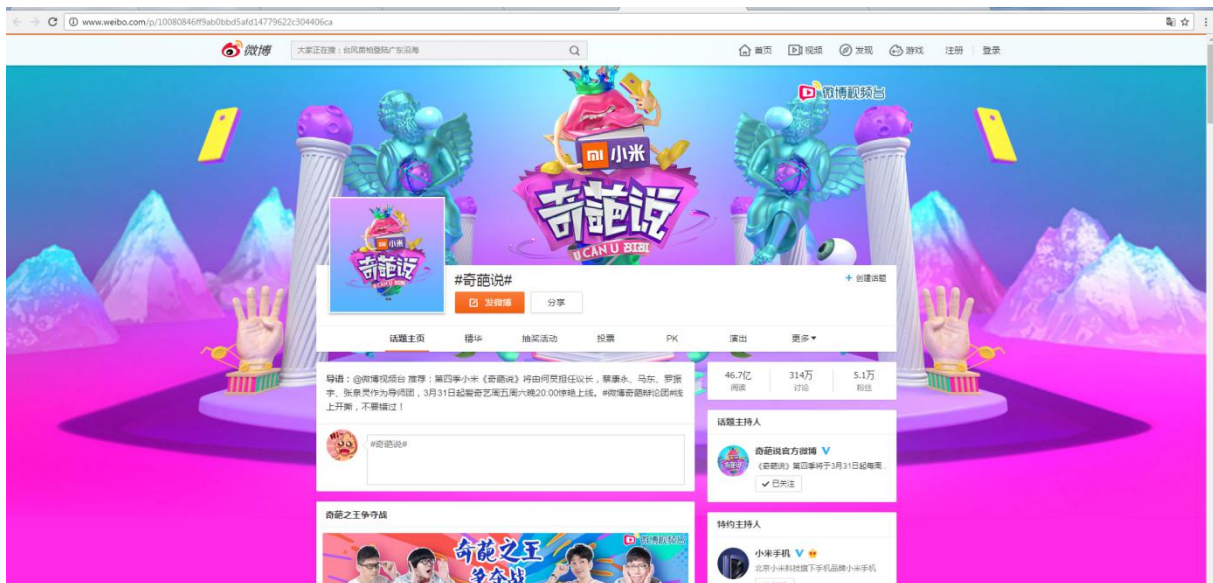 www.weibo.com/p/10080846ff9ab0bbd5afd14779622c304406ca
微博
大家正在搜：台风苗柏登陆广东沿海
首页
视频
发现
游戏
注册
登录
微博视频台
小米
奇葩说
U CAN U BIBI
小米
奇葩说
#奇葩说#
发微博
分享
+ 创建话题
话题主页
精华
抽奖活动
投票
PK
演出
更多
导语：@微博视频台 推荐：第四季小米《奇葩说》将由何炅担任议长，蔡康永、马东、罗振
宇、张泉灵作为导师团，3月31日起爱奇艺周五周六晚20:00惊艳上线。#微博奇葩辩论团#线
上开撕，不要错过！
#奇葩说#
46.7亿
阅读
314万
讨论
5.1万
粉丝
话题主持人
奇葩说官方微博
《奇葩说》第四季将于3月31日起每周...
已关注
奇葩之王争夺战
奇葩之王
争夺战
微博视频台
特约主持人
小米手机
北京小米科技旗下手机品牌小米手机